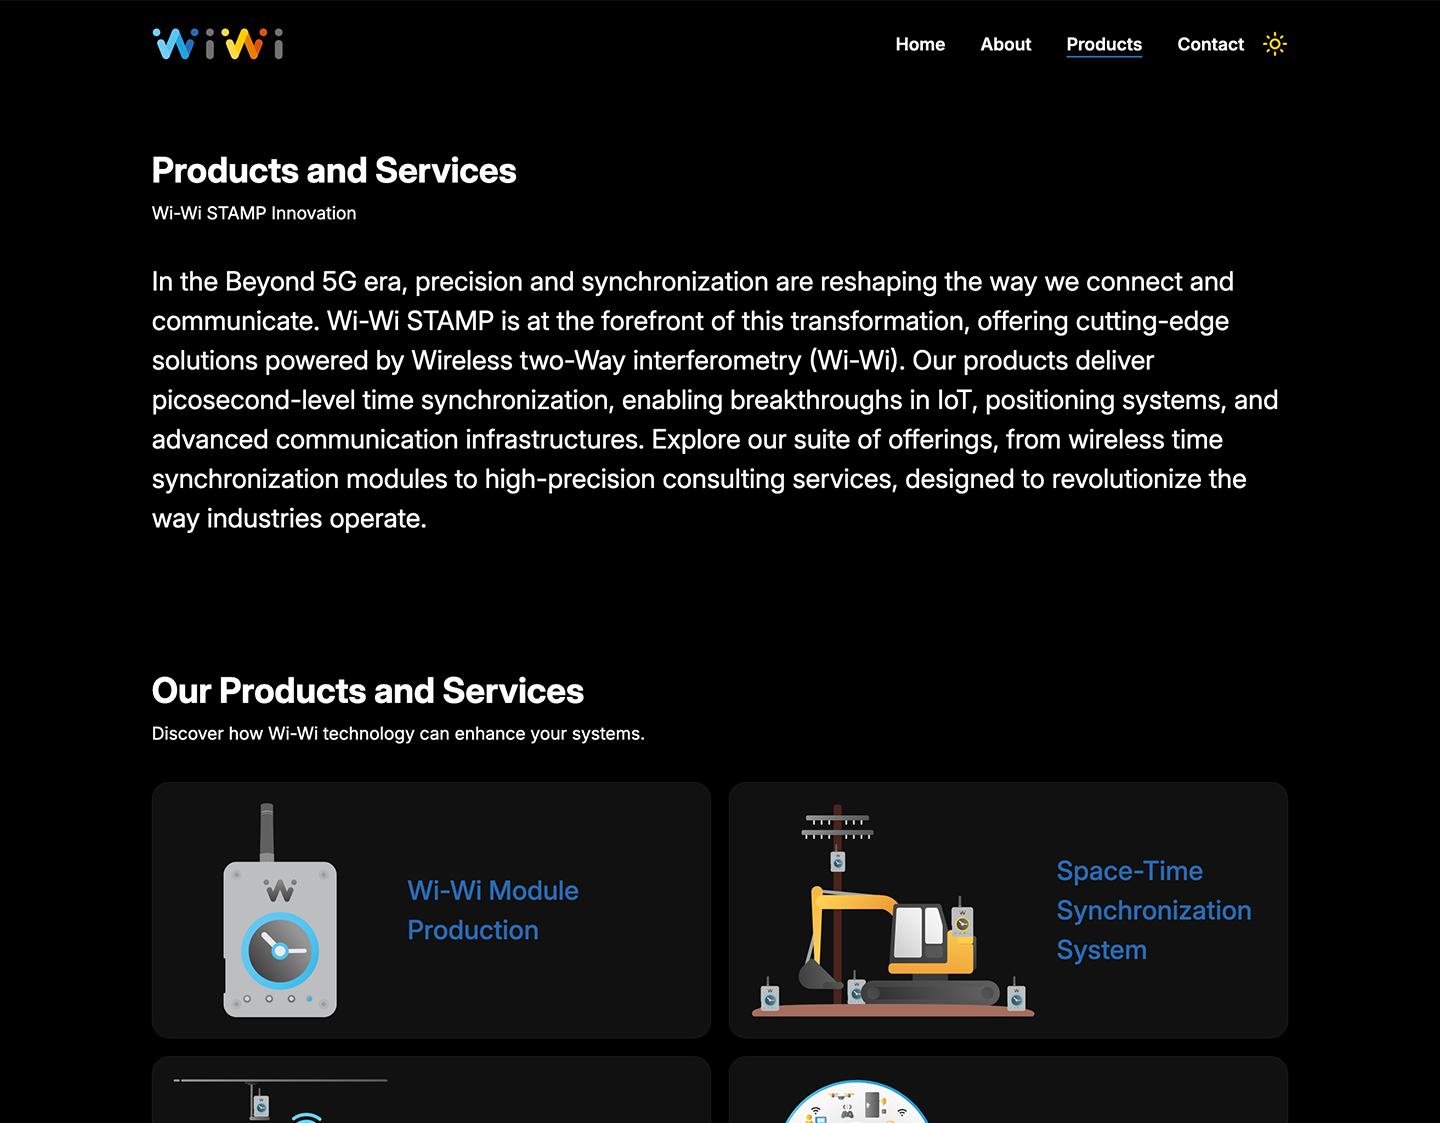 WiWi
Home About Products Contact
Products and Services
Wi-Wi STAMP Innovation
In the Beyond 5G era, precision and synchronization are reshaping the way we connect and
communicate. Wi-Wi STAMP is at the forefront of this transformation, offering cutting-edge
solutions powered by Wireless two-Way interferometry (Wi-Wi). Our products deliver
picosecond-level time synchronization, enabling breakthroughs in IoT, positioning systems, and
advanced communication infrastructures. Explore our suite of offerings, from wireless time
synchronization modules to high-precision consulting services, designed to revolutionize the
way industries operate.
Our Products and Services
Discover how Wi-Wi technology can enhance your systems.
Wi-Wi Module
Production
Space-Time
Synchronization
System